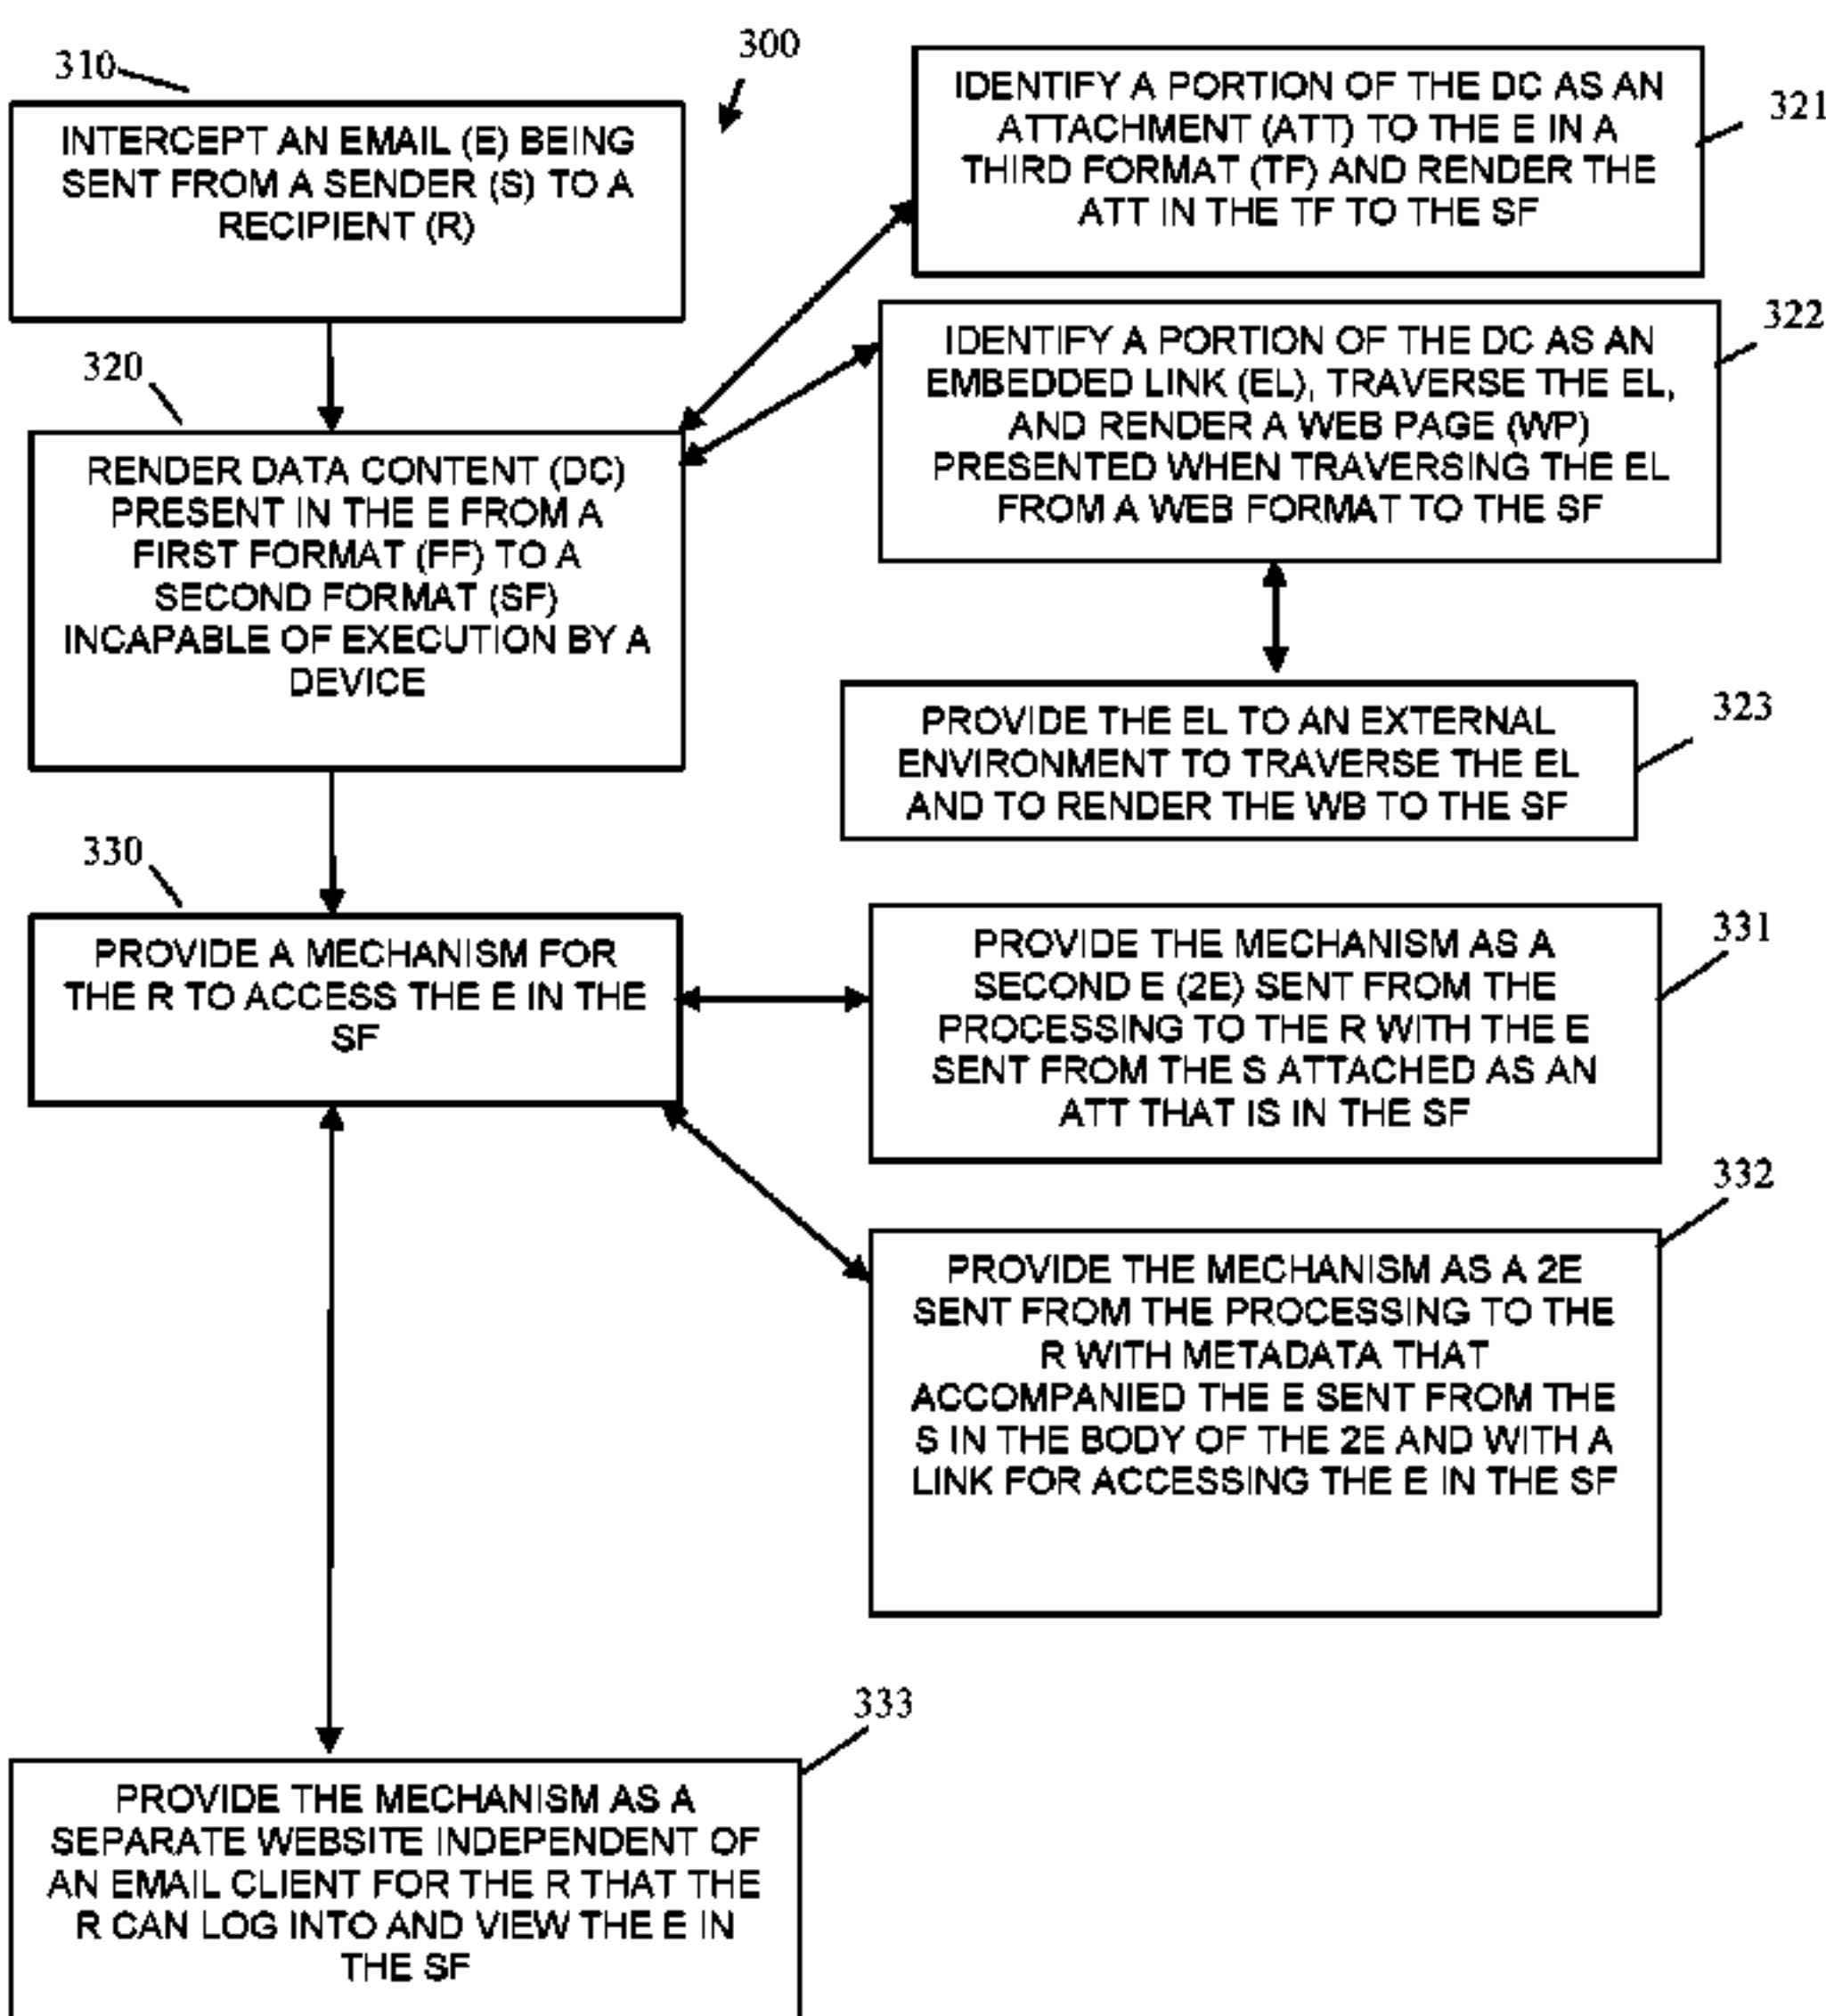 300
310
INTERCEPT AN EMAIL (E) BEING
SENT FROM A SENDER (S) TO A
RECIPIENT (R)
320
RENDER DATA CONTENT (DC)
PRESENT IN THE E FROM A
FIRST FORMAT (FF) TO A
SECOND FORMAT (SF)
INCAPABLE OF EXECUTION BY A
DEVICE
321
IDENTIFY A PORTION OF THE DC AS AN
ATTACHMENT (ATT) TO THE E IN A
THIRD FORMAT (TF) AND RENDER THE
ATT IN THE TF TO THE SF
322
IDENTIFY A PORTION OF THE DC AS AN
EMBEDDED LINK (EL), TRAVERSE THE EL,
AND RENDER A WEB PAGE (WP)
PRESENTED WHEN TRAVERSING THE EL
FROM A WEB FORMAT TO THE SF
323
PROVIDE THE EL TO AN EXTERNAL
ENVIRONMENT TO TRAVERSE THE EL
AND TO RENDER THE WB TO THE SF
330
PROVIDE A MECHANISM FOR
THE R TO ACCESS THE E IN THE
SF
331
PROVIDE THE MECHANISM AS A
SECOND E (2E) SENT FROM THE
PROCESSING TO THE R WITH THE E
SENT FROM THE S ATTACHED AS AN
ATT THAT IS IN THE SF
332
PROVIDE THE MECHANISM AS A 2E
SENT FROM THE PROCESSING TO THE
R WITH METADATA THAT
ACCOMPANIED THE E SENT FROM THE
S IN THE BODY OF THE 2E AND WITH A
LINK FOR ACCESSING THE E IN THE SF
333
PROVIDE THE MECHANISM AS A
SEPARATE WEBSITE INDEPENDENT OF
AN EMAIL CLIENT FOR THE R THAT THE
R CAN LOG INTO AND VIEW THE E IN
THE SF